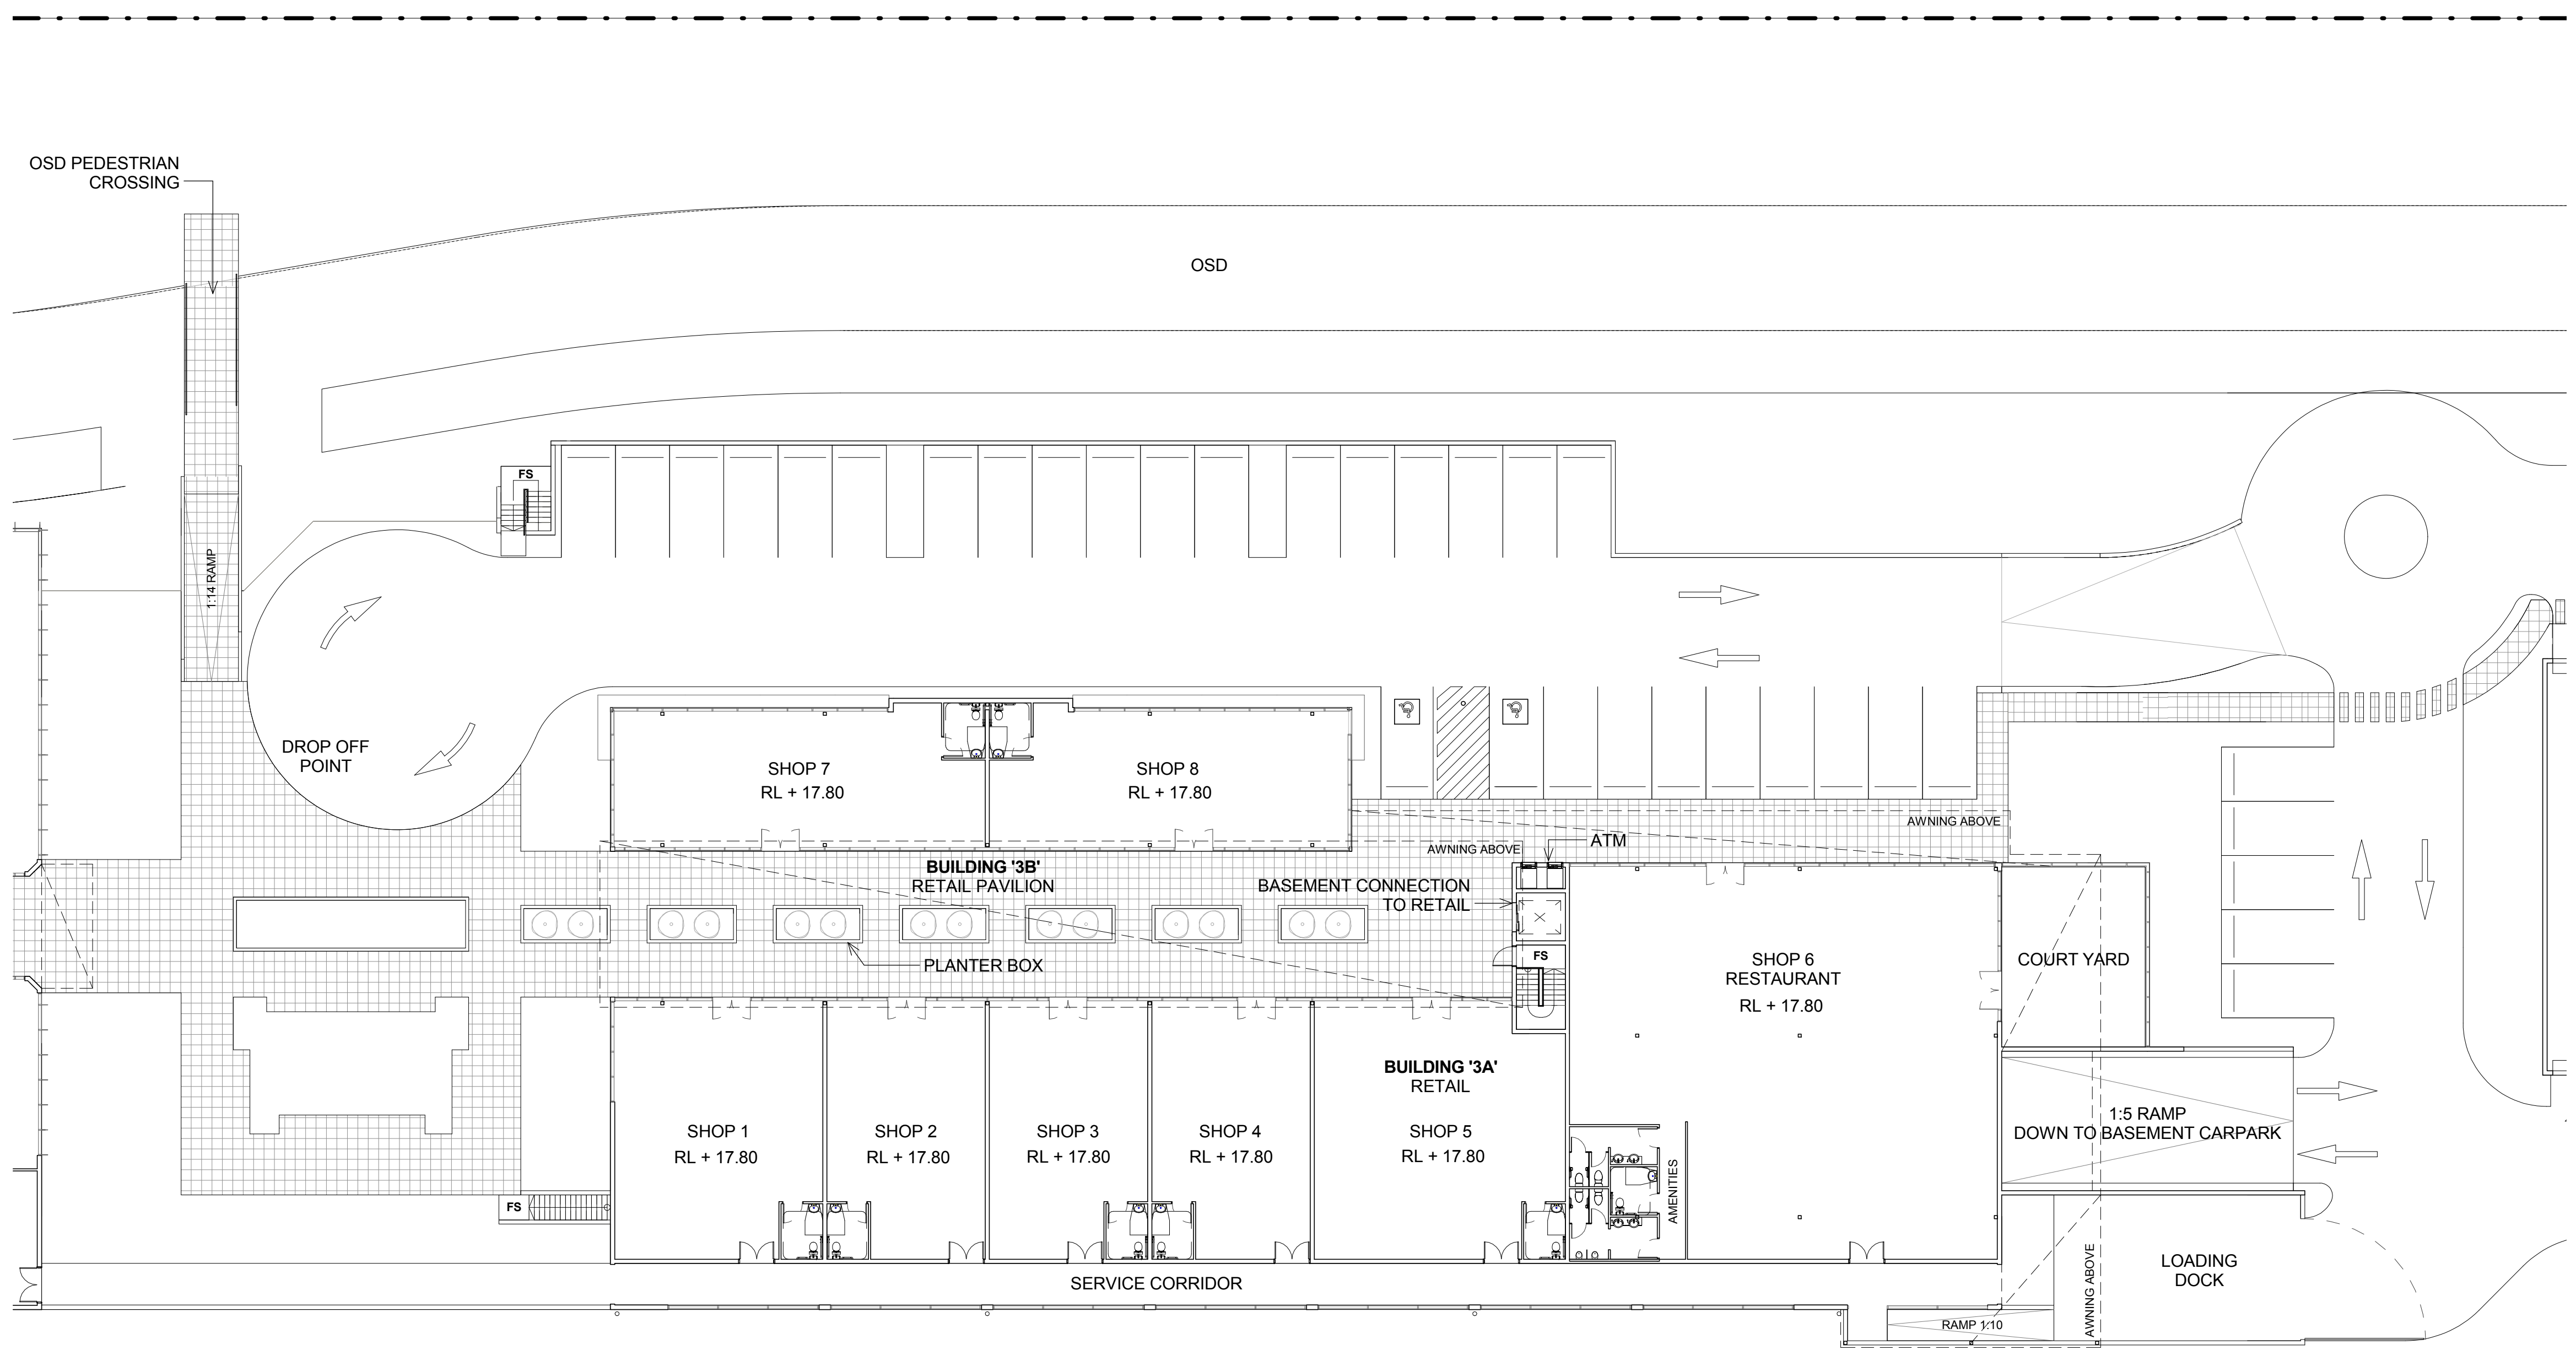 OSD PEDESTRIAN
CROSSING
OSD
FS
1:14 RAMP
DROP OFF
POINT
SHOP 7
RL + 17.80
SHOP 8
RL + 17.80
AWNING ABOVE
ATM
AWNING ABOVE
BUILDING '3B'
RETAIL PAVILION
BASEMENT CONNECTION
TO RETAIL
PLANTER BOX
FS
SHOP 6
RESTAURANT
RL + 17.80
COURT YARD
BUILDING '3A'
RETAIL
SHOP 1
RL + 17.80
SHOP 2
RL + 17.80
SHOP 3
RL + 17.80
SHOP 4
RL + 17.80
SHOP 5
RL + 17.80
AMENITIES
1:5 RAMP
DOWN TO BASEMENT CARPARK
FS
SERVICE CORRIDOR
LOADING
DOCK
AWNING ABOVE
RAMP 1:10